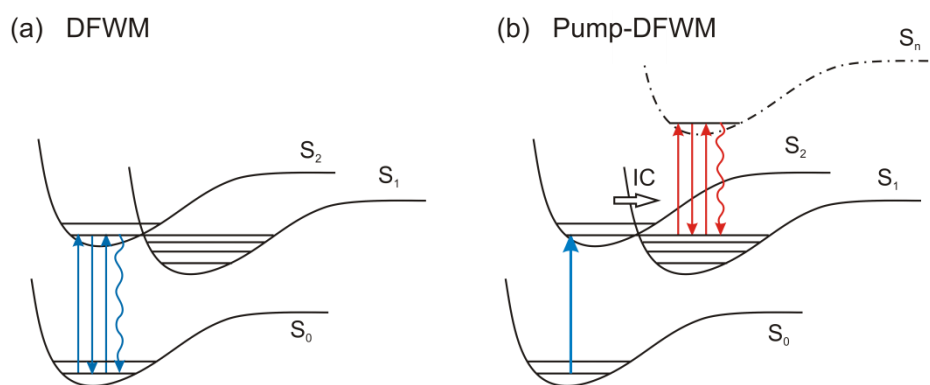 (a) DFWM
S₂
S₁
S₀
(b) Pump-DFWM
Sₙ
S₂
IC
S₁
S₀